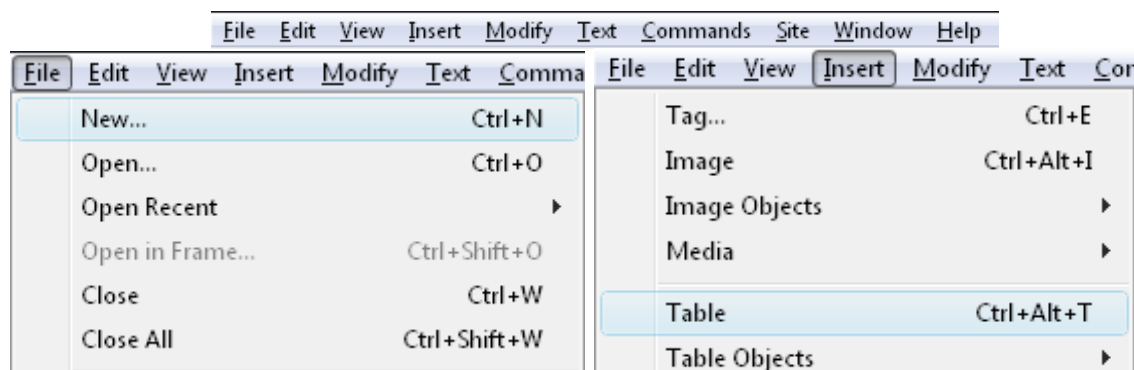 File Edit View Insert Modify Text Commands Site Window Help
File Edit View Insert Modify Text Comma
New... Ctrl+N
Open... Ctrl+O
Open Recent
Open in Frame... Ctrl+Shift+O
Close Ctrl+W
Close All Ctrl+Shift+W
File Edit View Insert Modify Text Cor
Tag... Ctrl+E
Image Ctrl+Alt+I
Image Objects
Media
Table Ctrl+Alt+T
Table Objects